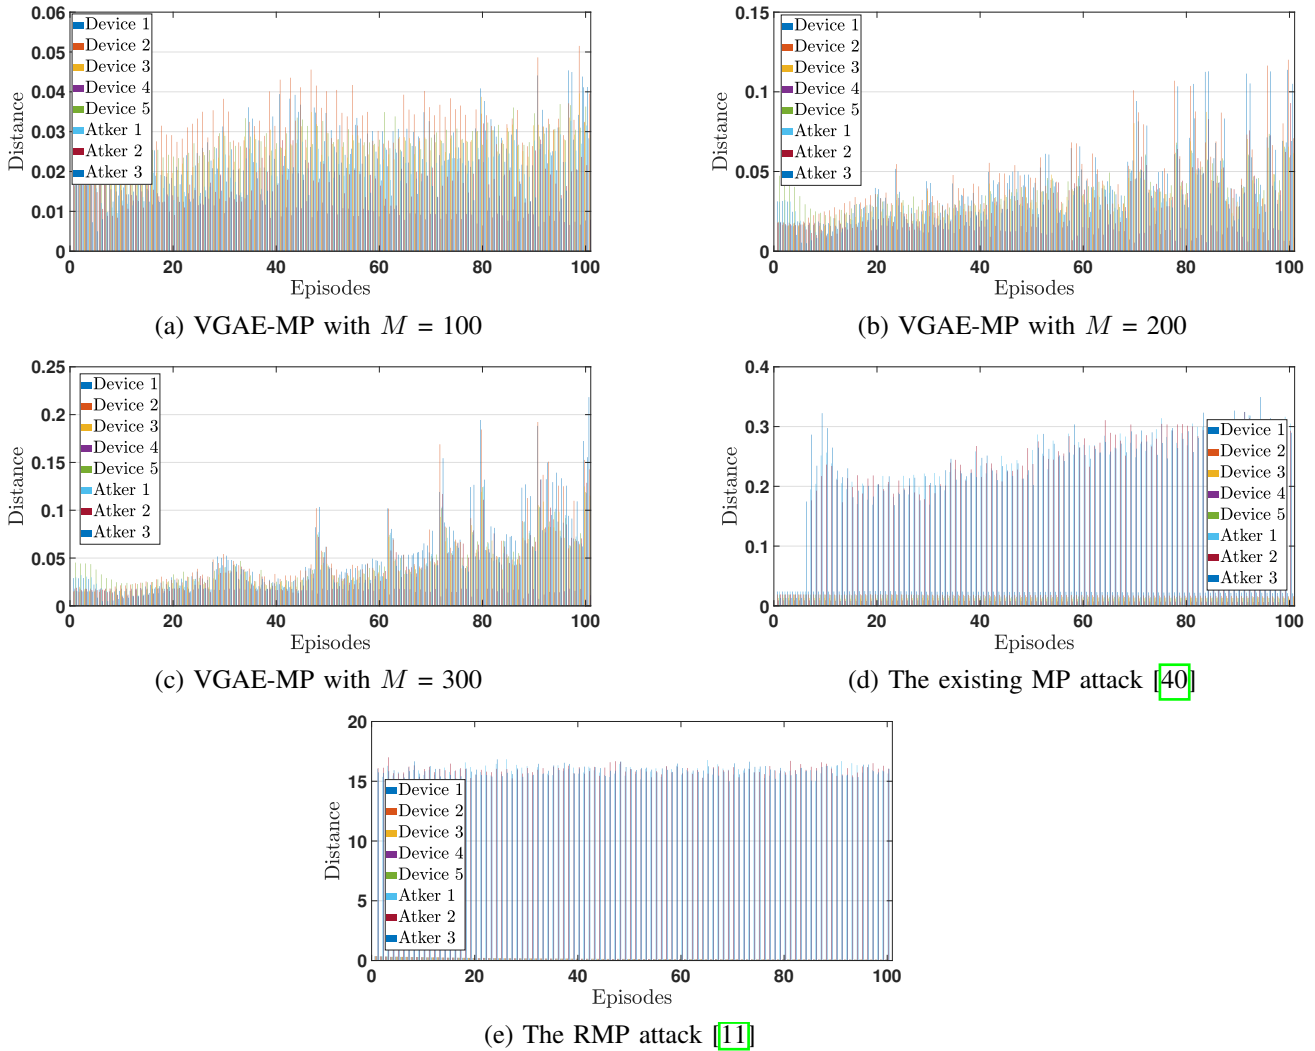 0.06
0.05
0.04
0.03
0.02
0.01
0
Distance
Device 1
Device 2
Device 3
Device 4
Device 5
Atker 1
Atker 2
Atker 3
0 20 40 60 80 100
Episodes
(a) VGAE-MP with M = 100
0.15
0.1
0.05
0
Distance
Device 1
Device 2
Device 3
Device 4
Device 5
Atker 1
Atker 2
Atker 3
0 20 40 60 80 100
Episodes
(b) VGAE-MP with M = 200
0.25
0.2
0.15
0.1
0.05
0
Distance
Device 1
Device 2
Device 3
Device 4
Device 5
Atker 1
Atker 2
Atker 3
0 20 40 60 80 100
Episodes
(c) VGAE-MP with M = 300
0.4
0.3
0.2
0.1
0
Distance
Device 1
Device 2
Device 3
Device 4
Device 5
Atker 1
Atker 2
Atker 3
0 20 40 60 80 100
Episodes
(d) The existing MP attack [40]
20
15
10
5
0
Distance
Device 1
Device 2
Device 3
Device 4
Device 5
Atker 1
Atker 2
Atker 3
0 20 40 60 80 100
Episodes
(e) The RMP attack [11]